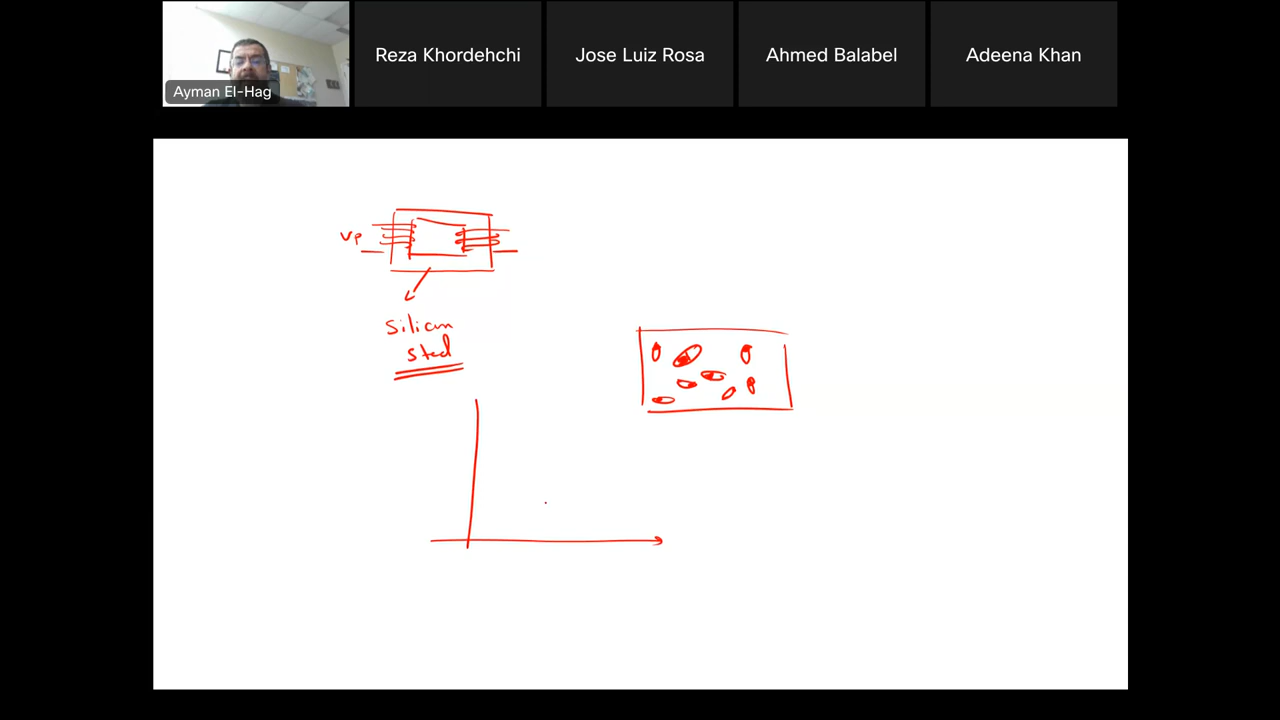 Reza Khordehchi
Jose Luiz Rosa
Ahmed Balabel
Adeena Khan
Ayman El-Hag
VP
Silicon
steel